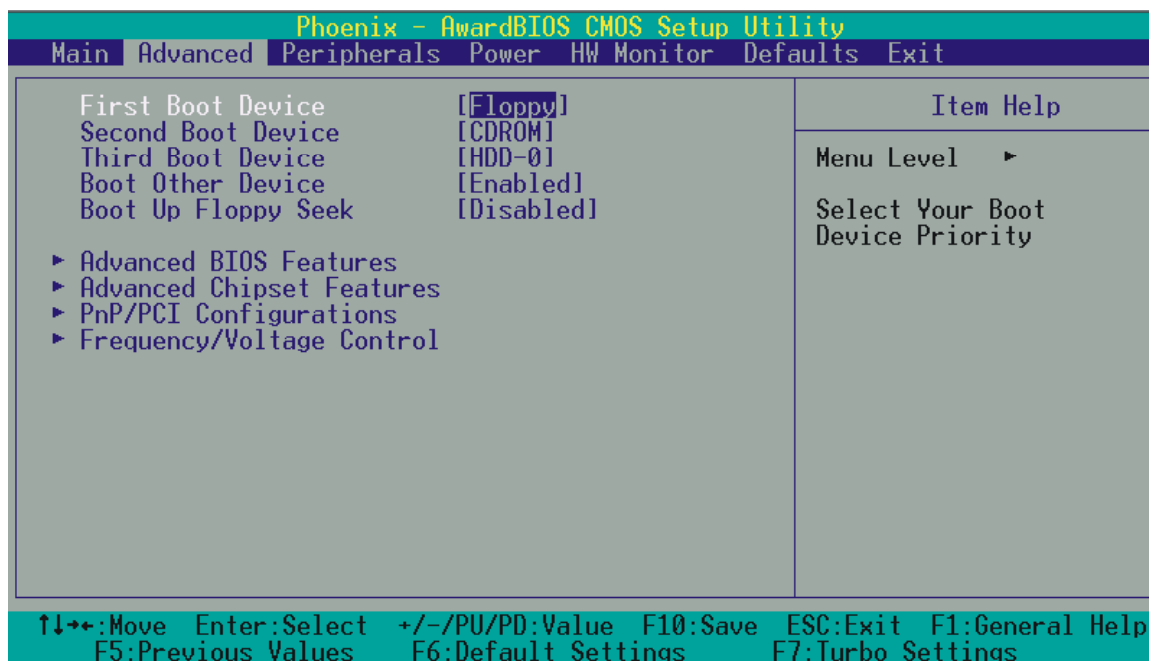 Phoenix - AwardBIOS CMOS Setup Utility
Main Advanced Peripherals Power HW Monitor Defaults Exit
First Boot Device [Floppy]
Second Boot Device [CDROM]
Third Boot Device [HDD-0]
Boot Other Device [Enabled]
Boot Up Floppy Seek [Disabled]
▶ Advanced BIOS Features
▶ Advanced Chipset Features
▶ PnP/PCI Configurations
▶ Frequency/Voltage Control
Item Help
Menu Level ▶
Select Your Boot
Device Priority
↑↓→←:Move Enter:Select +/-/PU/PD:Value F10:Save ESC:Exit F1:General Help
F5:Previous Values F6:Default Settings F7:Turbo Settings